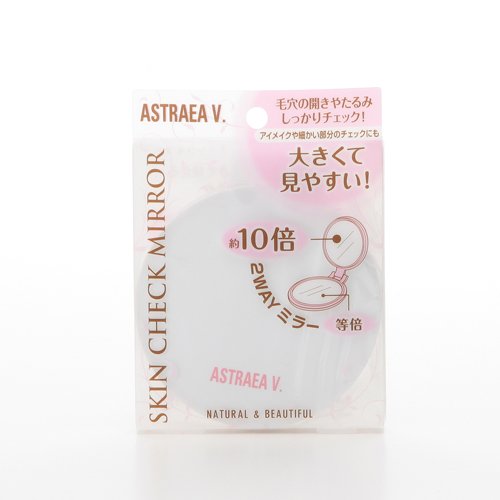 ASTRAEA V.
毛穴の開きやたるみ
しっかりチェック!
アイメイクや細かい部分のチェックにも
大きくて
見やすい!
SKIN CHECK MIRROR
約10倍
2WAYミラー
等倍
ASTRAEA V.
NATURAL & BEAUTIFUL